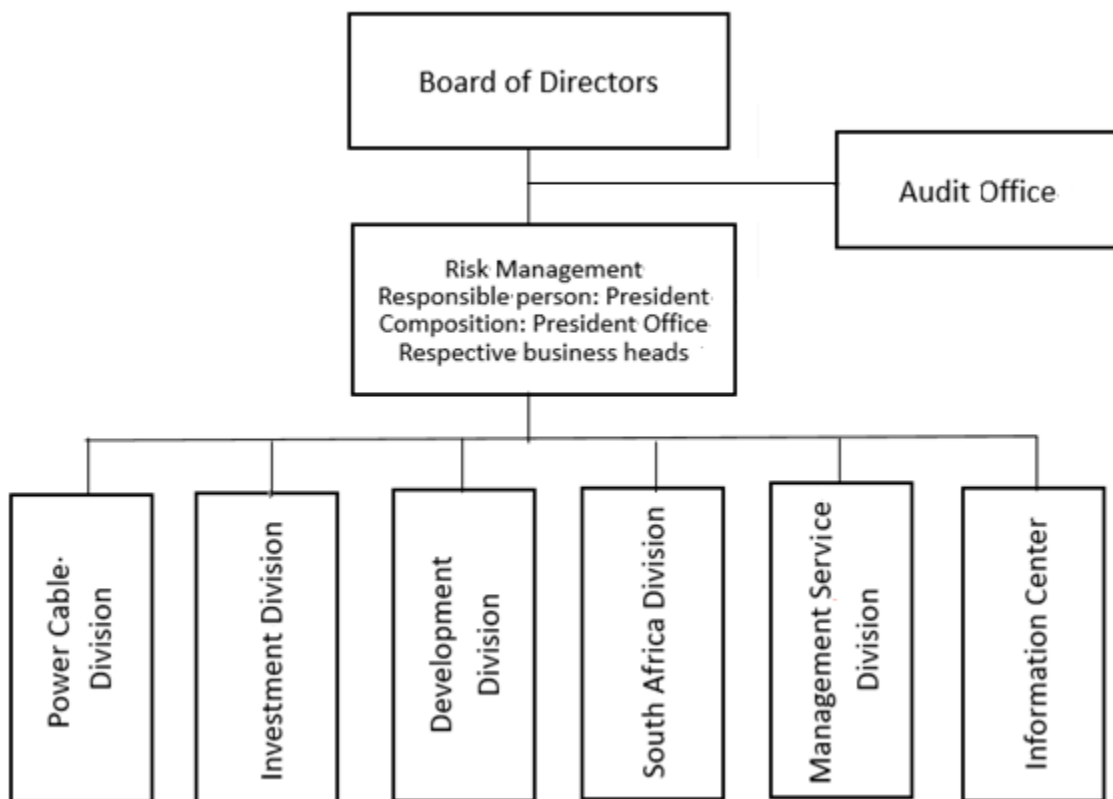 Board of Directors
Audit Office
Risk Management
Responsible person: President
Composition: President Office
Respective business heads
Power Cable
Division
Investment Division
Development
Division
South Africa Division
Management Service
Division
Information Center